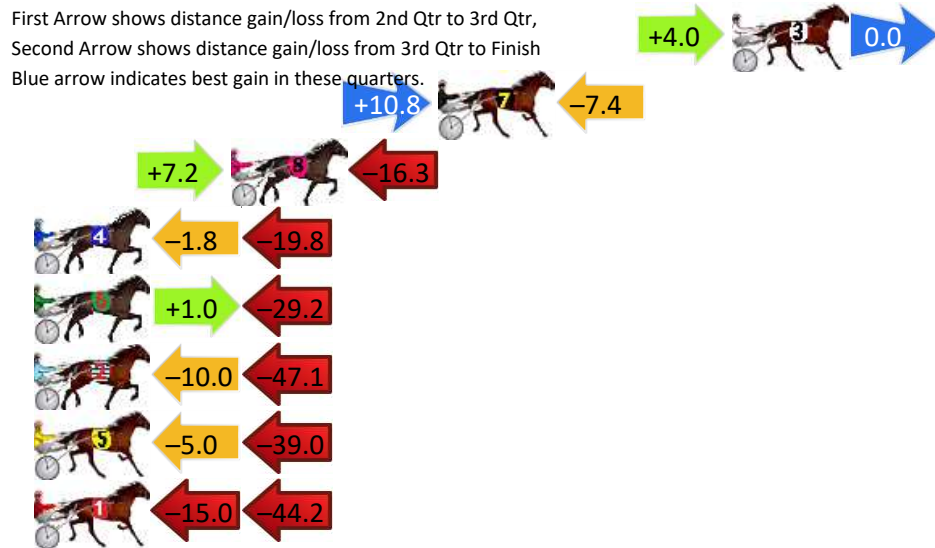 First Arrow shows distance gain/loss from 2nd Qtr to 3rd Qtr,
Second Arrow shows distance gain/loss from 3rd Qtr to Finish
Blue arrow indicates best gain in these quarters.
+4.0 3 0.0
+10.8 7 –7.4
+7.2 8 –16.3
4 –1.8 –19.8
+1.0 –29.2
2 –10.0 –47.1
5 –5.0 –39.0
1 –15.0 –44.2